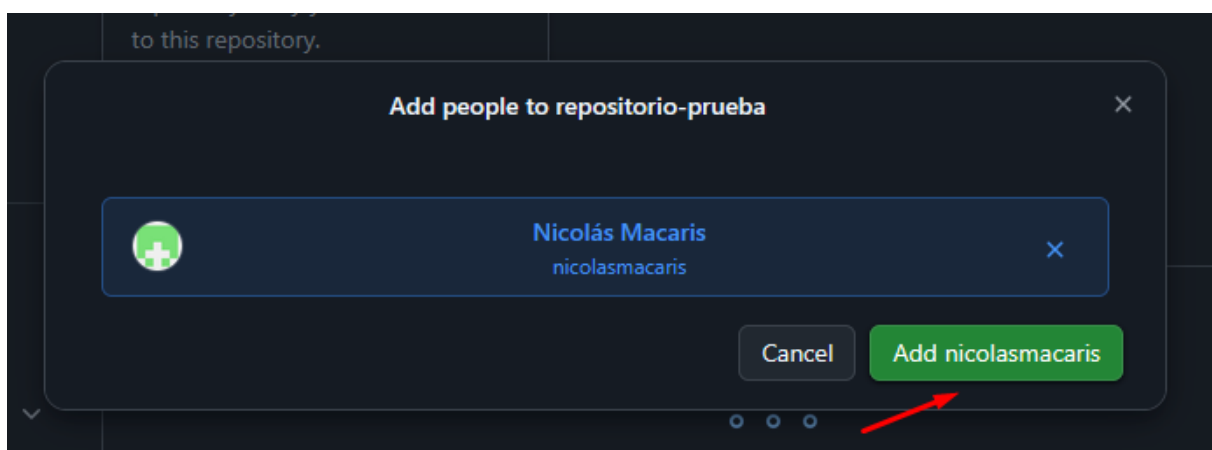 to this repository.
Add people to repositorio-prueba
Nicolás Macaris
nicolasmacaris
Cancel
Add nicolasmacaris